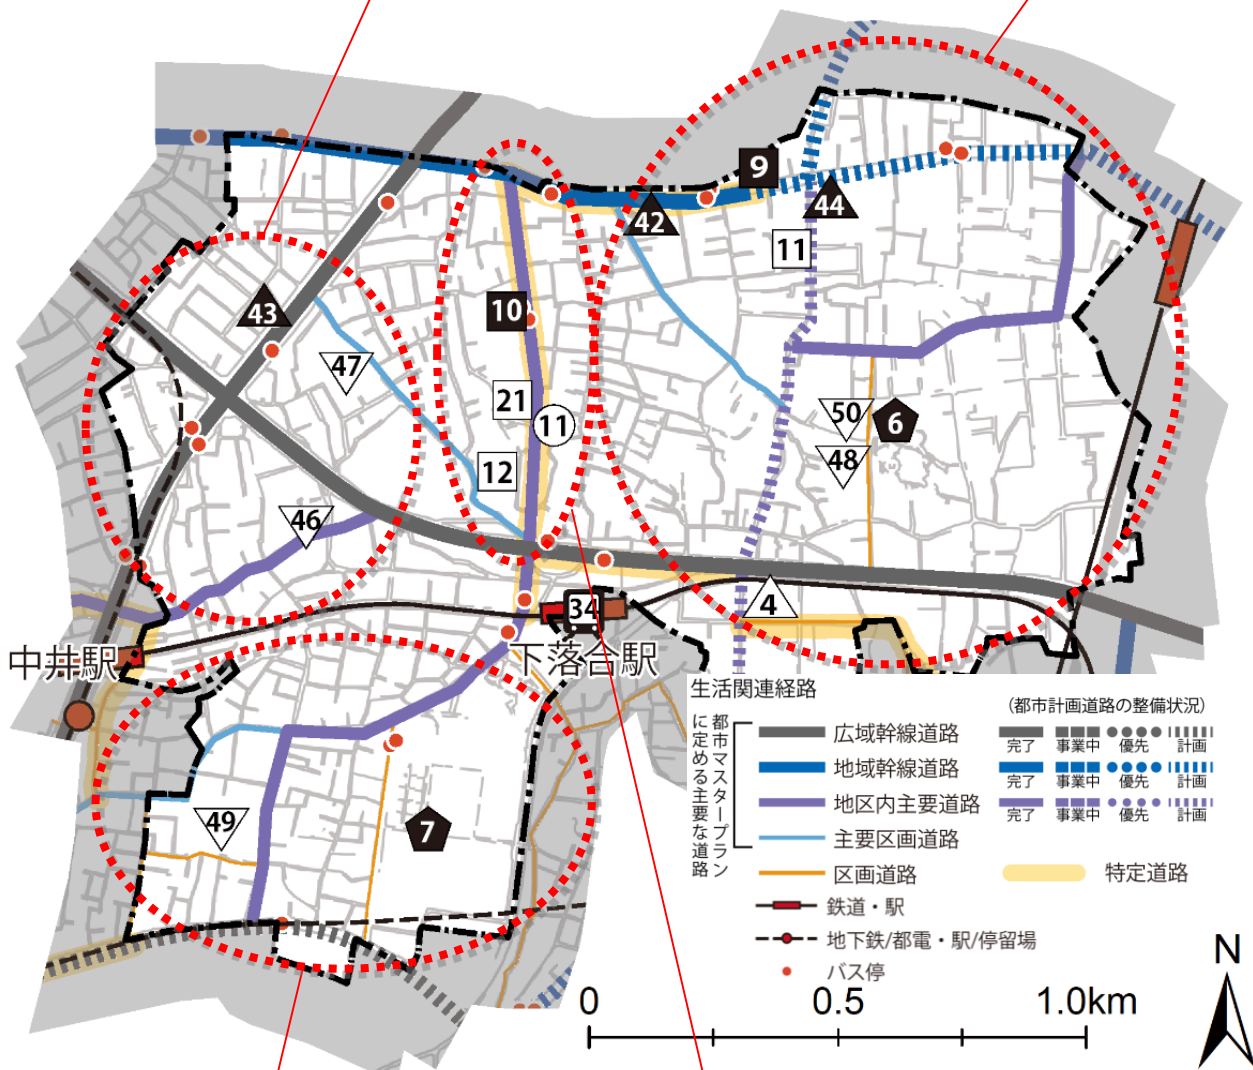 9
42
44
11
43
10
47
21
11
50
6
48
12
46
4
34
中井駅
下落合駅
49
7
生活関連経路
都市マスタープラン
に定める主要な道路
広域幹線道路
地域幹線道路
地区内主要道路
主要区画道路
区画道路
鉄道・駅
地下鉄/都電・駅/停留場
バス停
（都市計画道路の整備状況）
完了 事業中 優先 計画
完了 事業中 優先 計画
完了 事業中 優先 計画
特定道路
N
0 0.5 1.0km